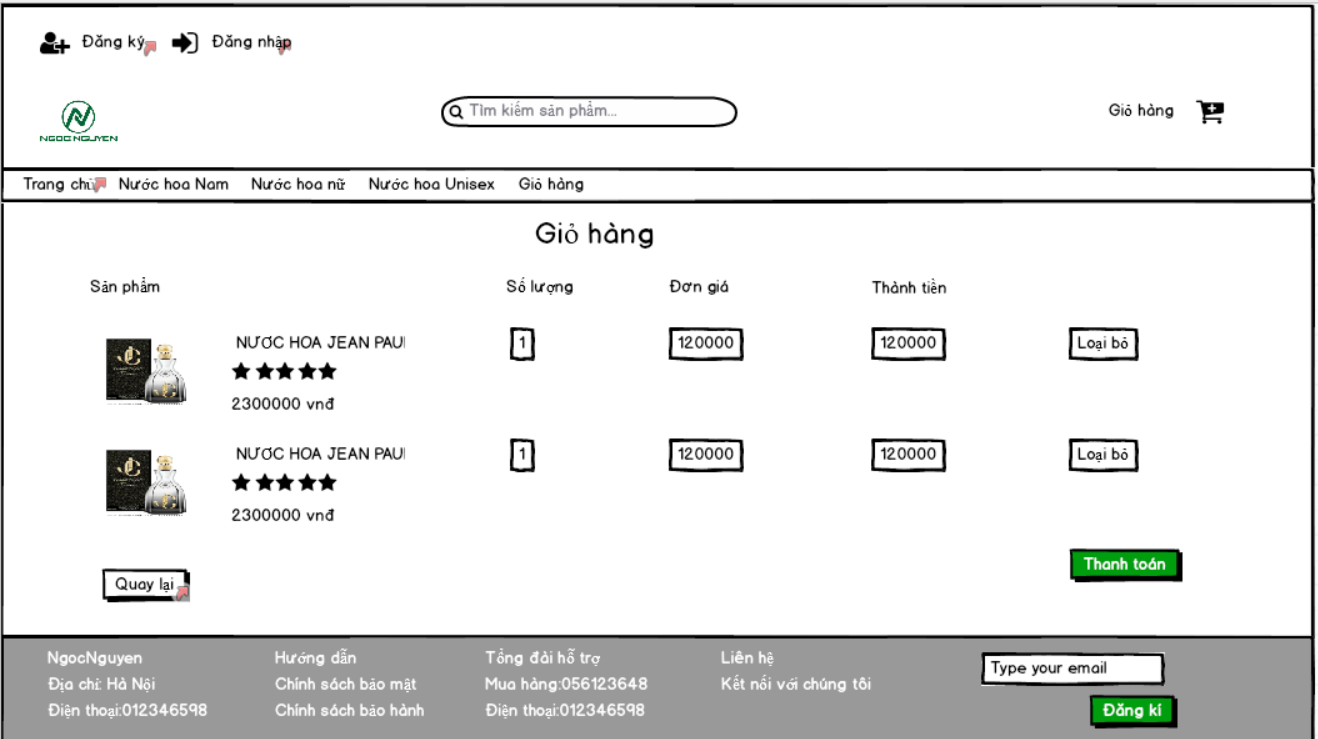 Đăng ký
Đăng nhập
NGOC NGUYEN
Tìm kiếm sản phẩm...
Giỏ hàng
Trang chủ Nước hoa Nam Nước hoa nữ Nước hoa Unisex Giỏ hàng
Giỏ hàng
Sản phẩm Số lượng Đơn giá Thành tiền
NƯỚC HOA JEAN PAU
1 120000 120000 Loại bỏ
2300000 vnđ
NƯỚC HOA JEAN PAU
1 120000 120000 Loại bỏ
2300000 vnđ
Thanh toán
Quay lại
NgocNguyen
Địa chỉ: Hà Nội
Điện thoại:012346598
Hướng dẫn
Chính sách bảo mật
Chính sách bảo hành
Tổng đài hỗ trợ
Mua hàng:056123648
Điện thoại:012346598
Liên hệ
Kết nối với chúng tôi
Type your email
Đăng kí